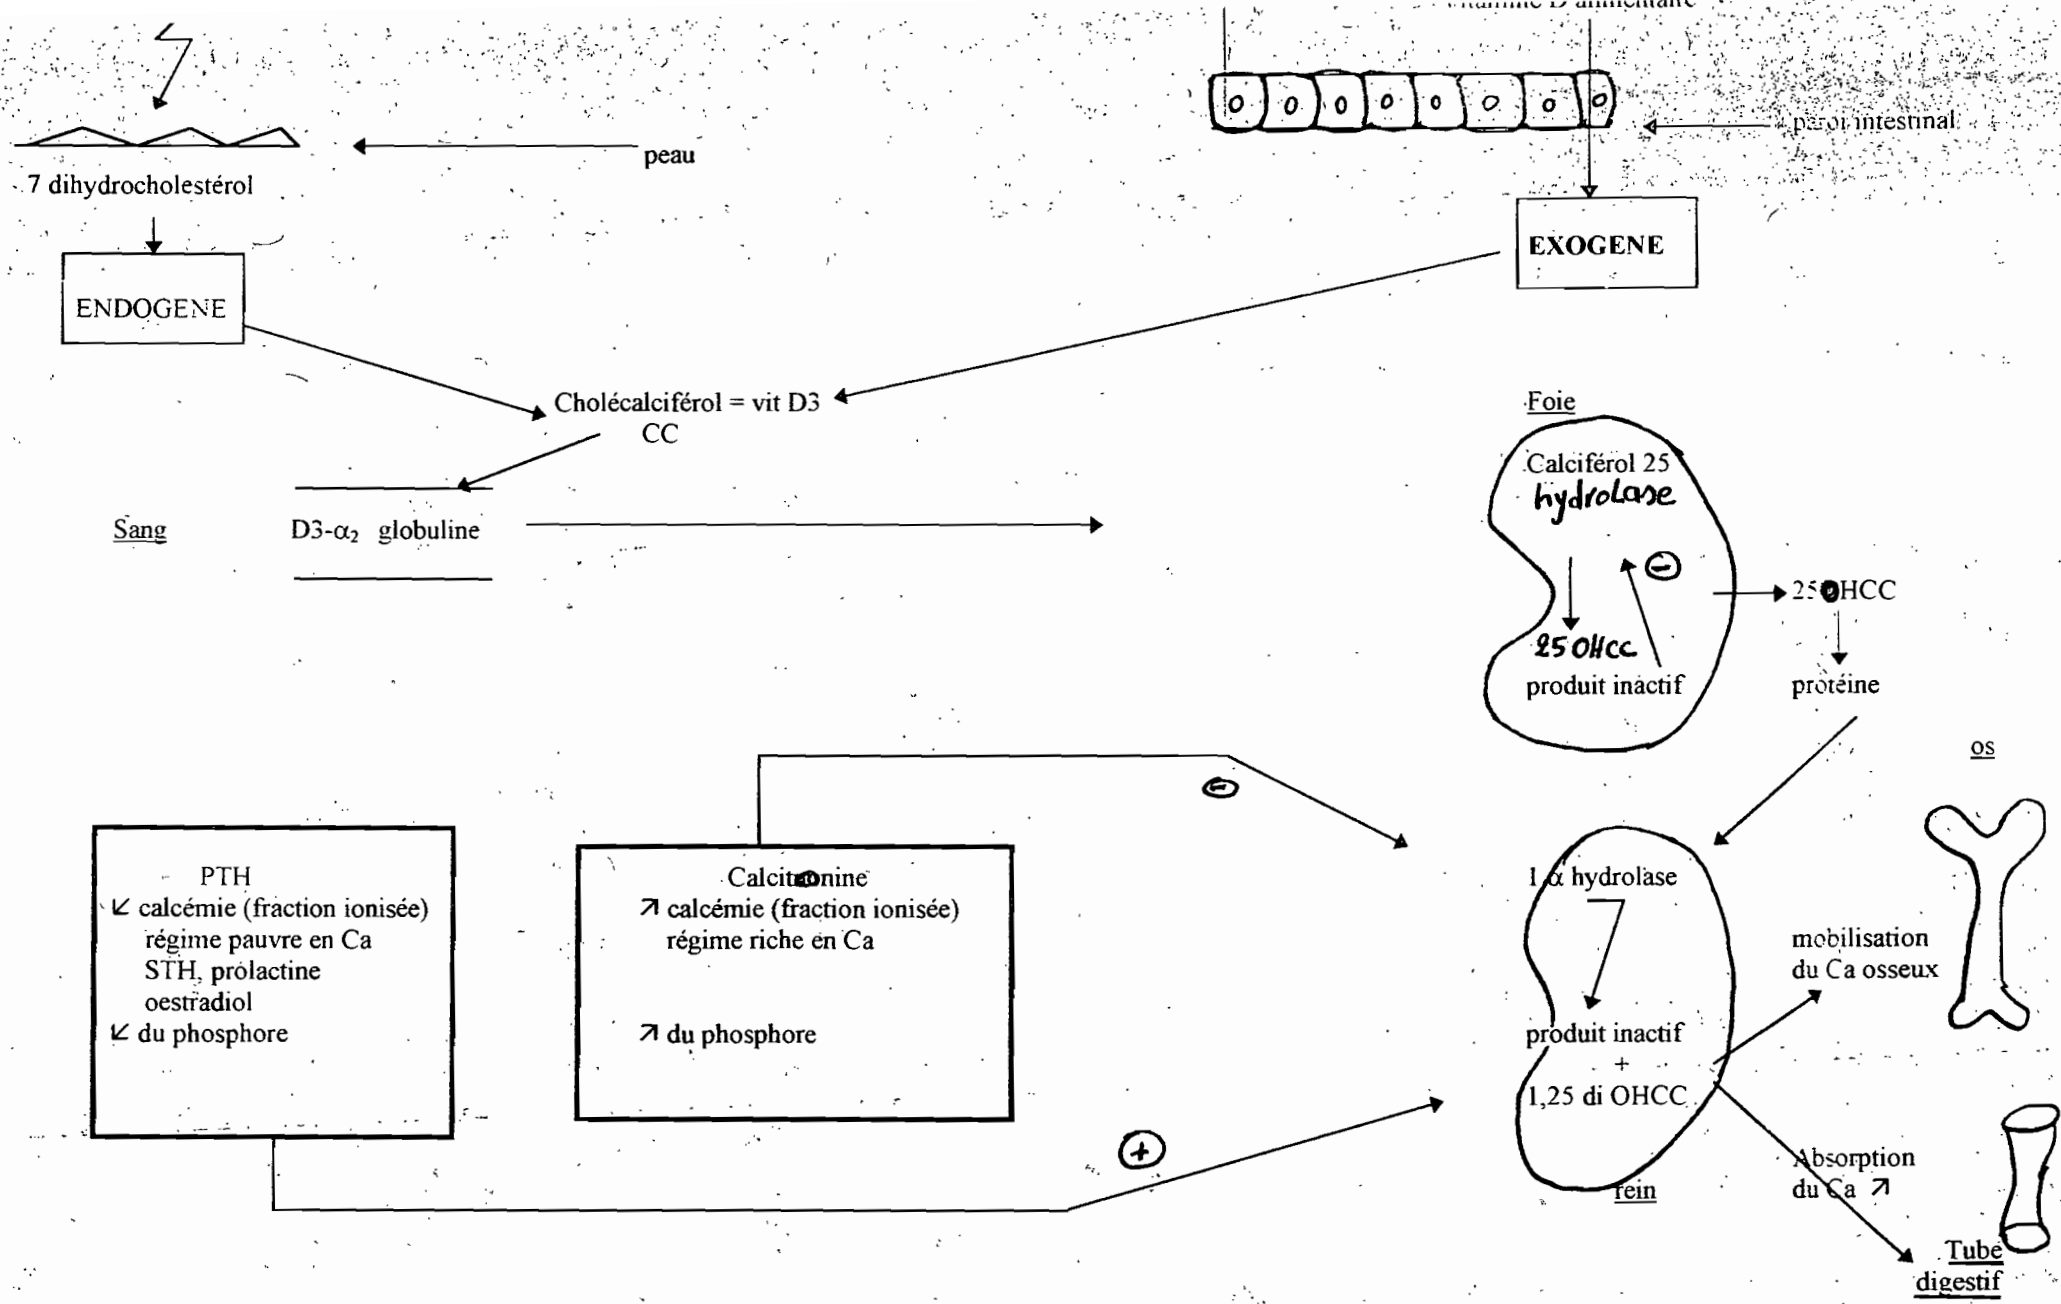 vitamine D alimentaire
paroi intestinal
peau
7 dihydrocholestérol
EXOGENE
ENDOGENE
Cholécalciférol = vit D3
CC
Foie
Calciférol 25
hydrolase
Sang
D3-α₂ globuline
⊖
25 OHCC
25 OHCC
produit inactif
protéine
os
⊖
PTH
↙ calcémie (fraction ionisée)
régime pauvre en Ca
STH, prolactine
oestradiol
↙ du phosphore
Calcitonine
↗ calcémie (fraction ionisée)
régime riche en Ca
↗ du phosphore
1 α hydrolase
mobilisation
du Ca osseux
produit inactif
+
1,25 di OHCC
⊕
rein
Absorption
du Ca ↗
Tube
digestif